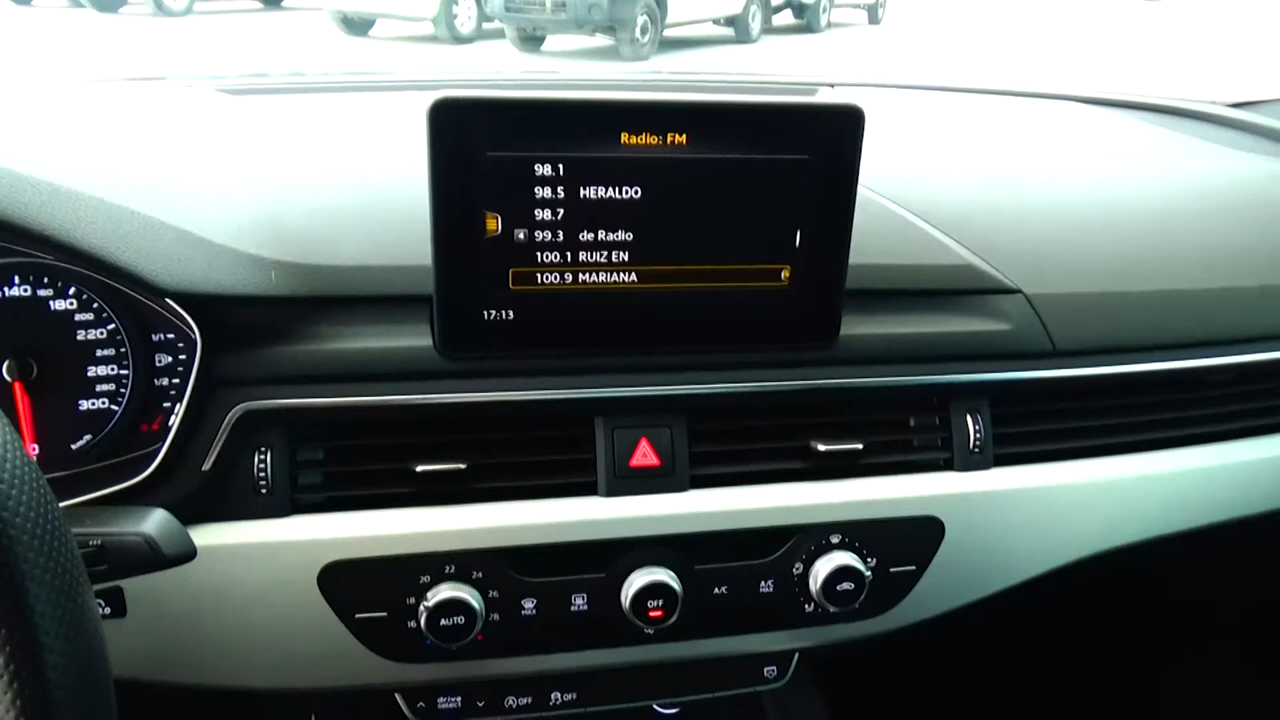 Radio: FM
98.1
98.5 HERALDO
98.7
99.3 de Radio
100.1 RUIZ EN
100.9 MARIANA
17:13
140
160
180
200
220
240
260
280
300
km/h
1/1
1/2
0
16
18
20
22
24
26
28
AUTO
MAX
REAR
OFF
A/C
A/C
MAX
drive
select
OFF
OFF